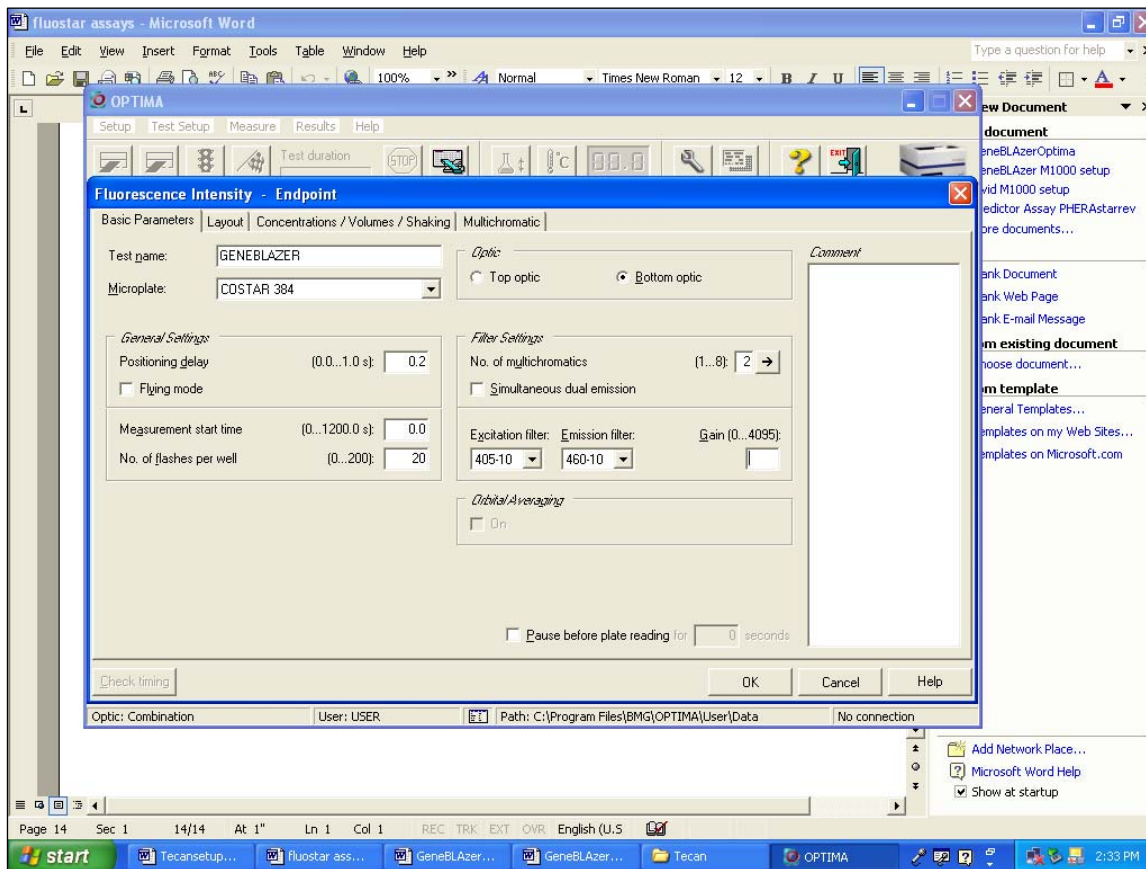 fluostar assays - Microsoft Word
File Edit View Insert Format Tools Table Window Help
Type a question for help
100% Normal Times New Roman 12 B I U A
OPTIMA
ew Document
Setup Test Setup Measure Results Help
document
Test duration STOP °C 00.0 ? EXIT
eneBLAzerOptima
eneBLAzer M1000 setup
vid M1000 setup
edictor Assay PHERAstarrev
ore documents...
ank Document
ank Web Page
ank E-mail Message
om existing document
hoose document...
om template
eneral Templates...
emplates on my Web Sites...
emplates on Microsoft.com
Fluorescence Intensity - Endpoint
Basic Parameters Layout Concentrations / Volumes / Shaking Multichromatic
Test name: GENEBLAZER
Microplate: COSTAR 384
Optic
Top optic Bottom optic
Comment
General Settings
Positioning delay (0.0...1.0 s): 0.2
Flying mode
Measurement start time (0...1200.0 s): 0.0
No. of flashes per well (0...200): 20
Filter Settings
No. of multichromatics (1...8): 2
Simultaneous dual emission
Excitation filter: Emission filter: Gain (0...4095):
405-10 460-10
Orbital Averaging
On
Pause before plate reading for 0 seconds
Check timing OK Cancel Help
Optic: Combination User: USER Path: C:\Program Files\BMG\OPTIMA\User\Data No connection
Add Network Place...
Microsoft Word Help
Show at startup
Page 14 Sec 1 14/14 At 1" Ln 1 Col 1 REC TRK EXT OVR English (U.S
start Tecansetup... fluostar ass... GeneBLAzer... GeneBLAzer... Tecan OPTIMA 2:33 PM